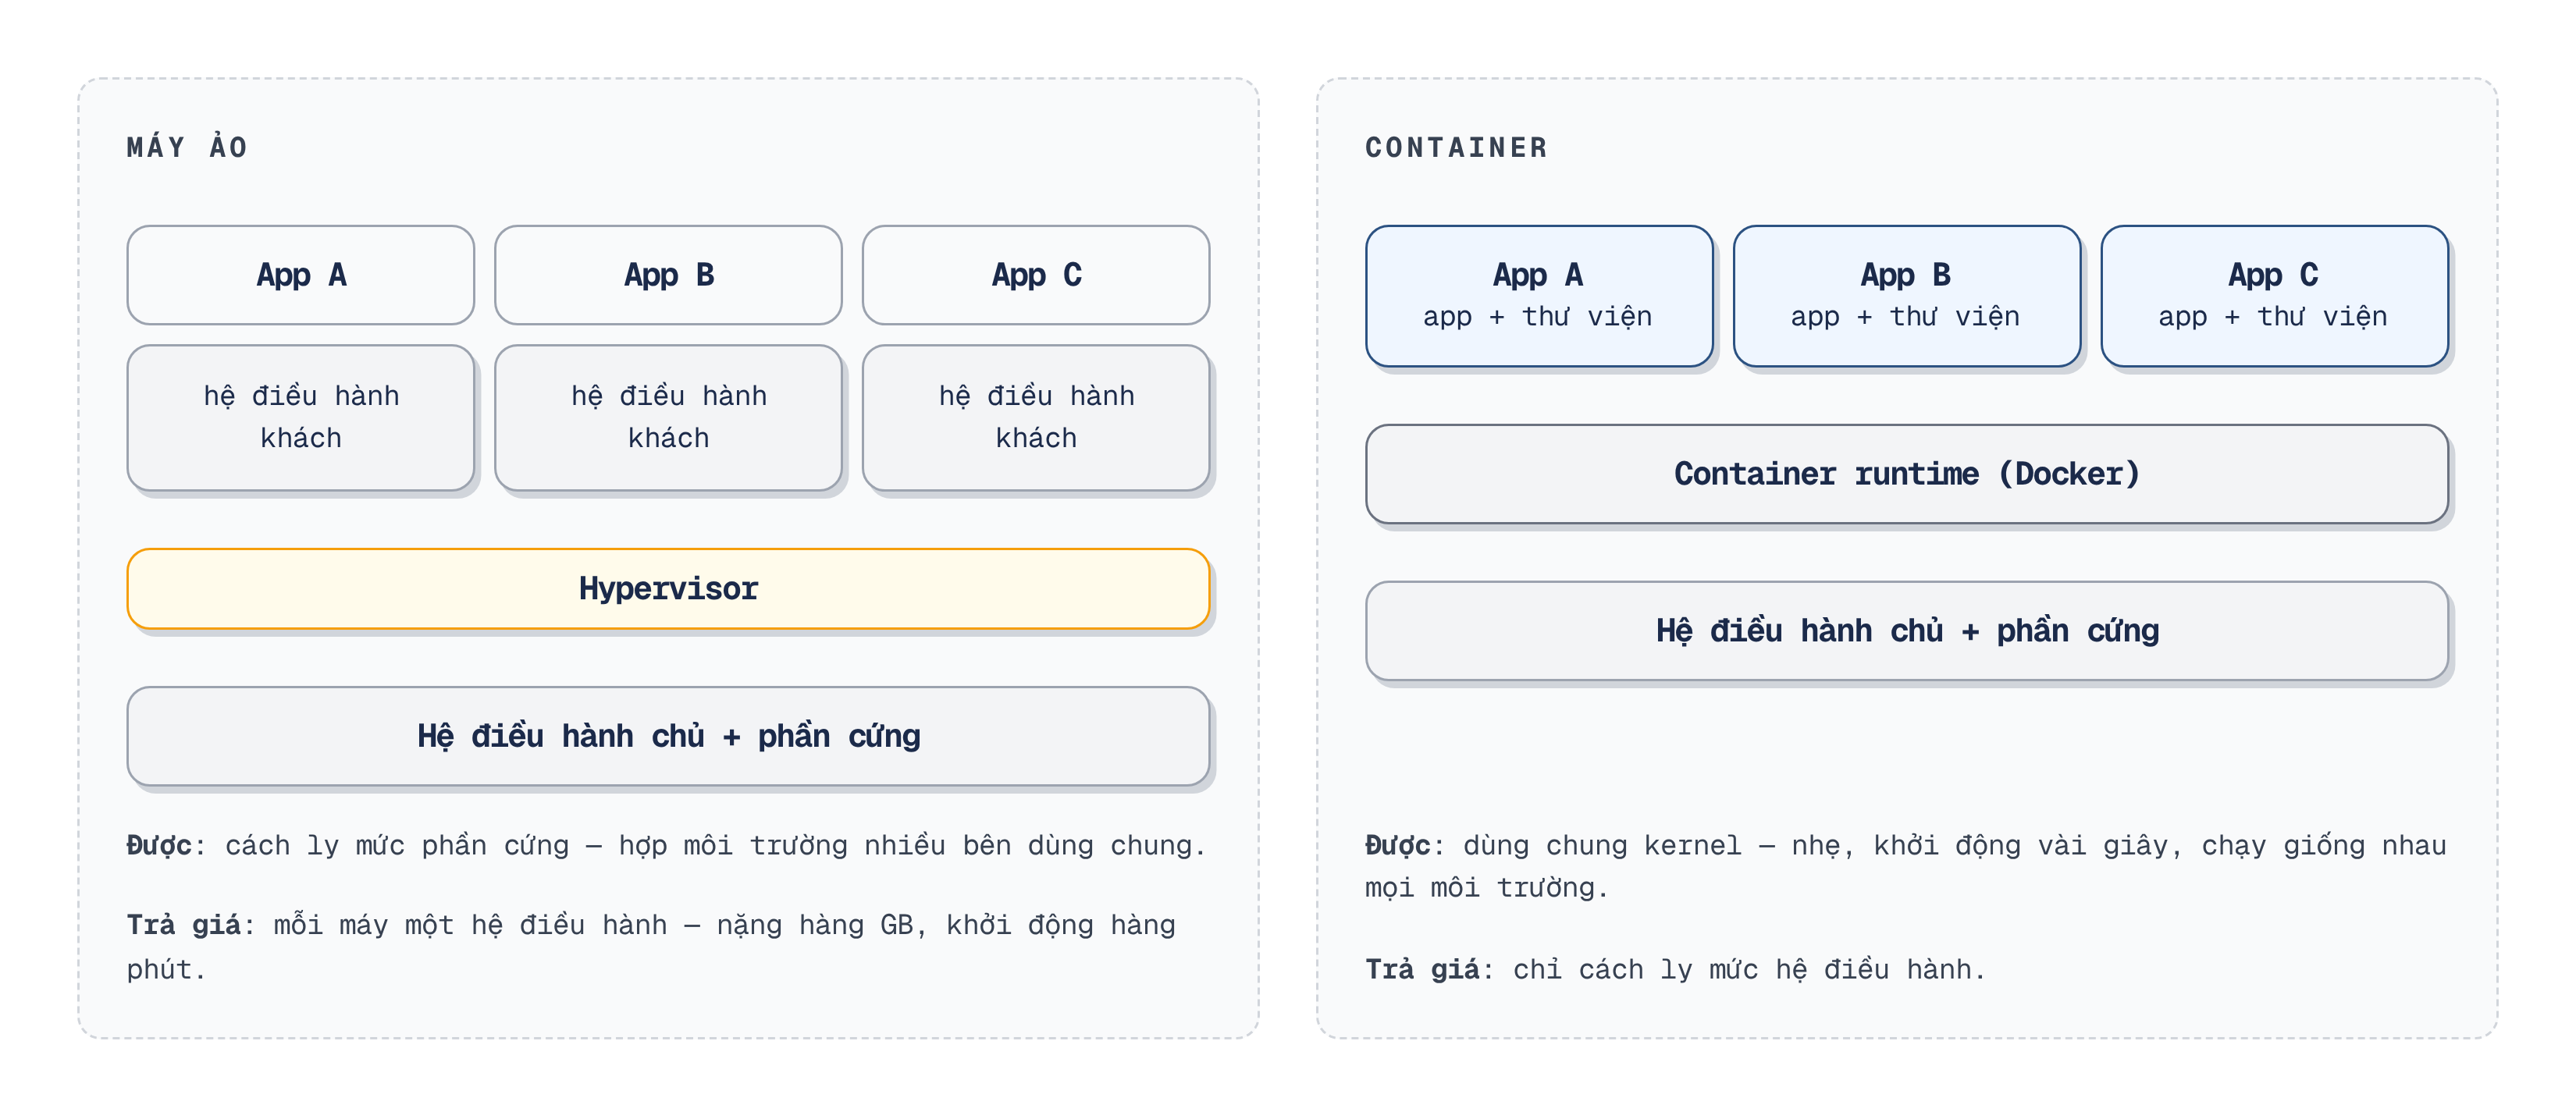 MÁY ẢO
App A
App B
App C
hệ điều hành
khách
hệ điều hành
khách
hệ điều hành
khách
Hypervisor
Hệ điều hành chủ + phần cứng
Được: cách ly mức phần cứng — hợp môi trường nhiều bên dùng chung.
Trả giá: mỗi máy một hệ điều hành — nặng hàng GB, khởi động hàng
phút.
CONTAINER
App A
app + thư viện
App B
app + thư viện
App C
app + thư viện
Container runtime (Docker)
Hệ điều hành chủ + phần cứng
Được: dùng chung kernel — nhẹ, khởi động vài giây, chạy giống nhau
mọi môi trường.
Trả giá: chỉ cách ly mức hệ điều hành.